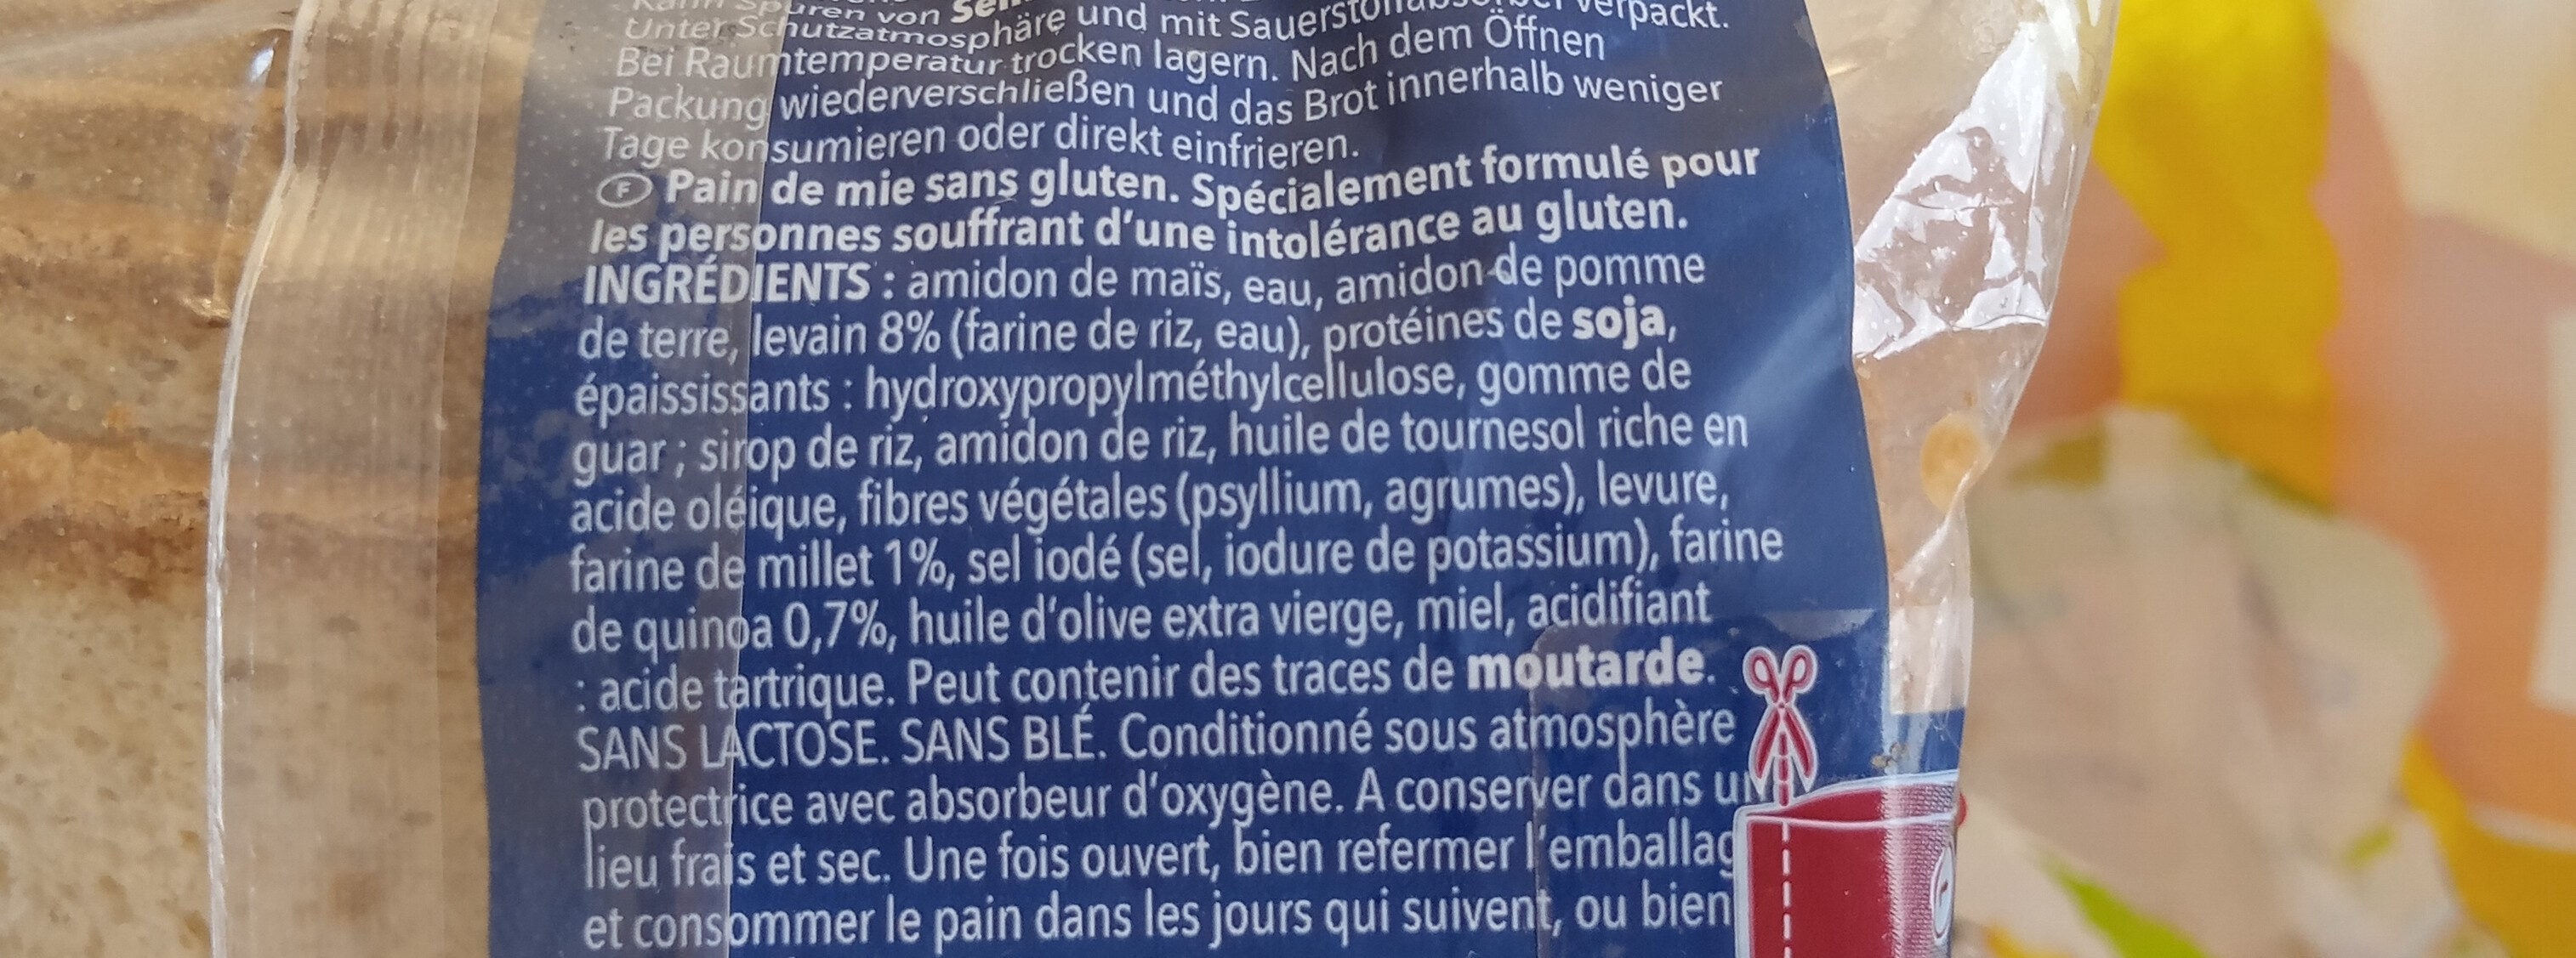 Kann Spuren von
Unter Schutzatmosphäre und mit verpackt.
Bei Raumtemperatur trocken lagern. Nach dem Öffnen
Packung wiederverschließen und das Brot innerhalb weniger
Tage konsumieren oder direkt einfrieren.
F Pain de mie sans gluten. Spécialement formulé pour
les personnes souffrant d'une intolérance au gluten.
INGRÉDIENTS : amidon de maïs, eau, amidon de pomme
de terre, levain 8% (farine de riz, eau), protéines de soja,
épaississants : hydroxypropylméthylcellulose, gomme de
guar ; sirop de riz, amidon de riz, huile de tournesol riche en
acide oléique, fibres végétales (psyllium, agrumes), levure,
farine de millet 1%, sel iodé (sel, iodure de potassium), farine
de quinoa 0,7%, huile d'olive extra vierge, miel, acidifiant
: acide tartrique. Peut contenir des traces de moutarde.
SANS LACTOSE. SANS BLÉ. Conditionné sous atmosphère
protectrice avec absorbeur d'oxygène. A conserver dans un
lieu frais et sec. Une fois ouvert, bien refermer l'emballag
et consommer le pain dans les jours qui suivent, ou bien